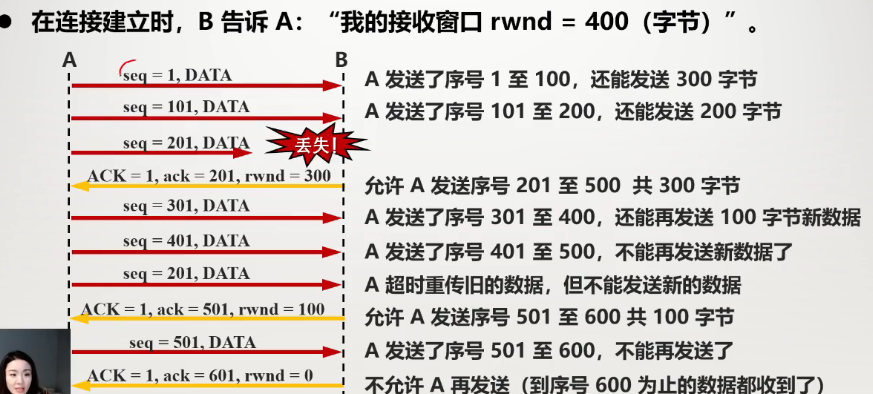 ● 在连接建立时，B 告诉 A：“我的接收窗口 rwnd = 400（字节）”。
A B
seq = 1, DATA A 发送了序号 1 至 100，还能发送 300 字节
seq = 101, DATA A 发送了序号 101 至 200，还能发送 200 字节
seq = 201, DATA 丢失!
ACK = 1, ack = 201, rwnd = 300 允许 A 发送序号 201 至 500 共 300 字节
seq = 301, DATA A 发送了序号 301 至 400，还能再发送 100 字节新数据
seq = 401, DATA A 发送了序号 401 至 500，不能再发送新数据了
seq = 201, DATA A 超时重传旧的数据，但不能发送新的数据
ACK = 1, ack = 501, rwnd = 100 允许 A 发送序号 501 至 600 共 100 字节
seq = 501, DATA A 发送了序号 501 至 600，不能再发送了
ACK = 1, ack = 601, rwnd = 0 不允许 A 再发送（到序号 600 为止的数据都收到了）